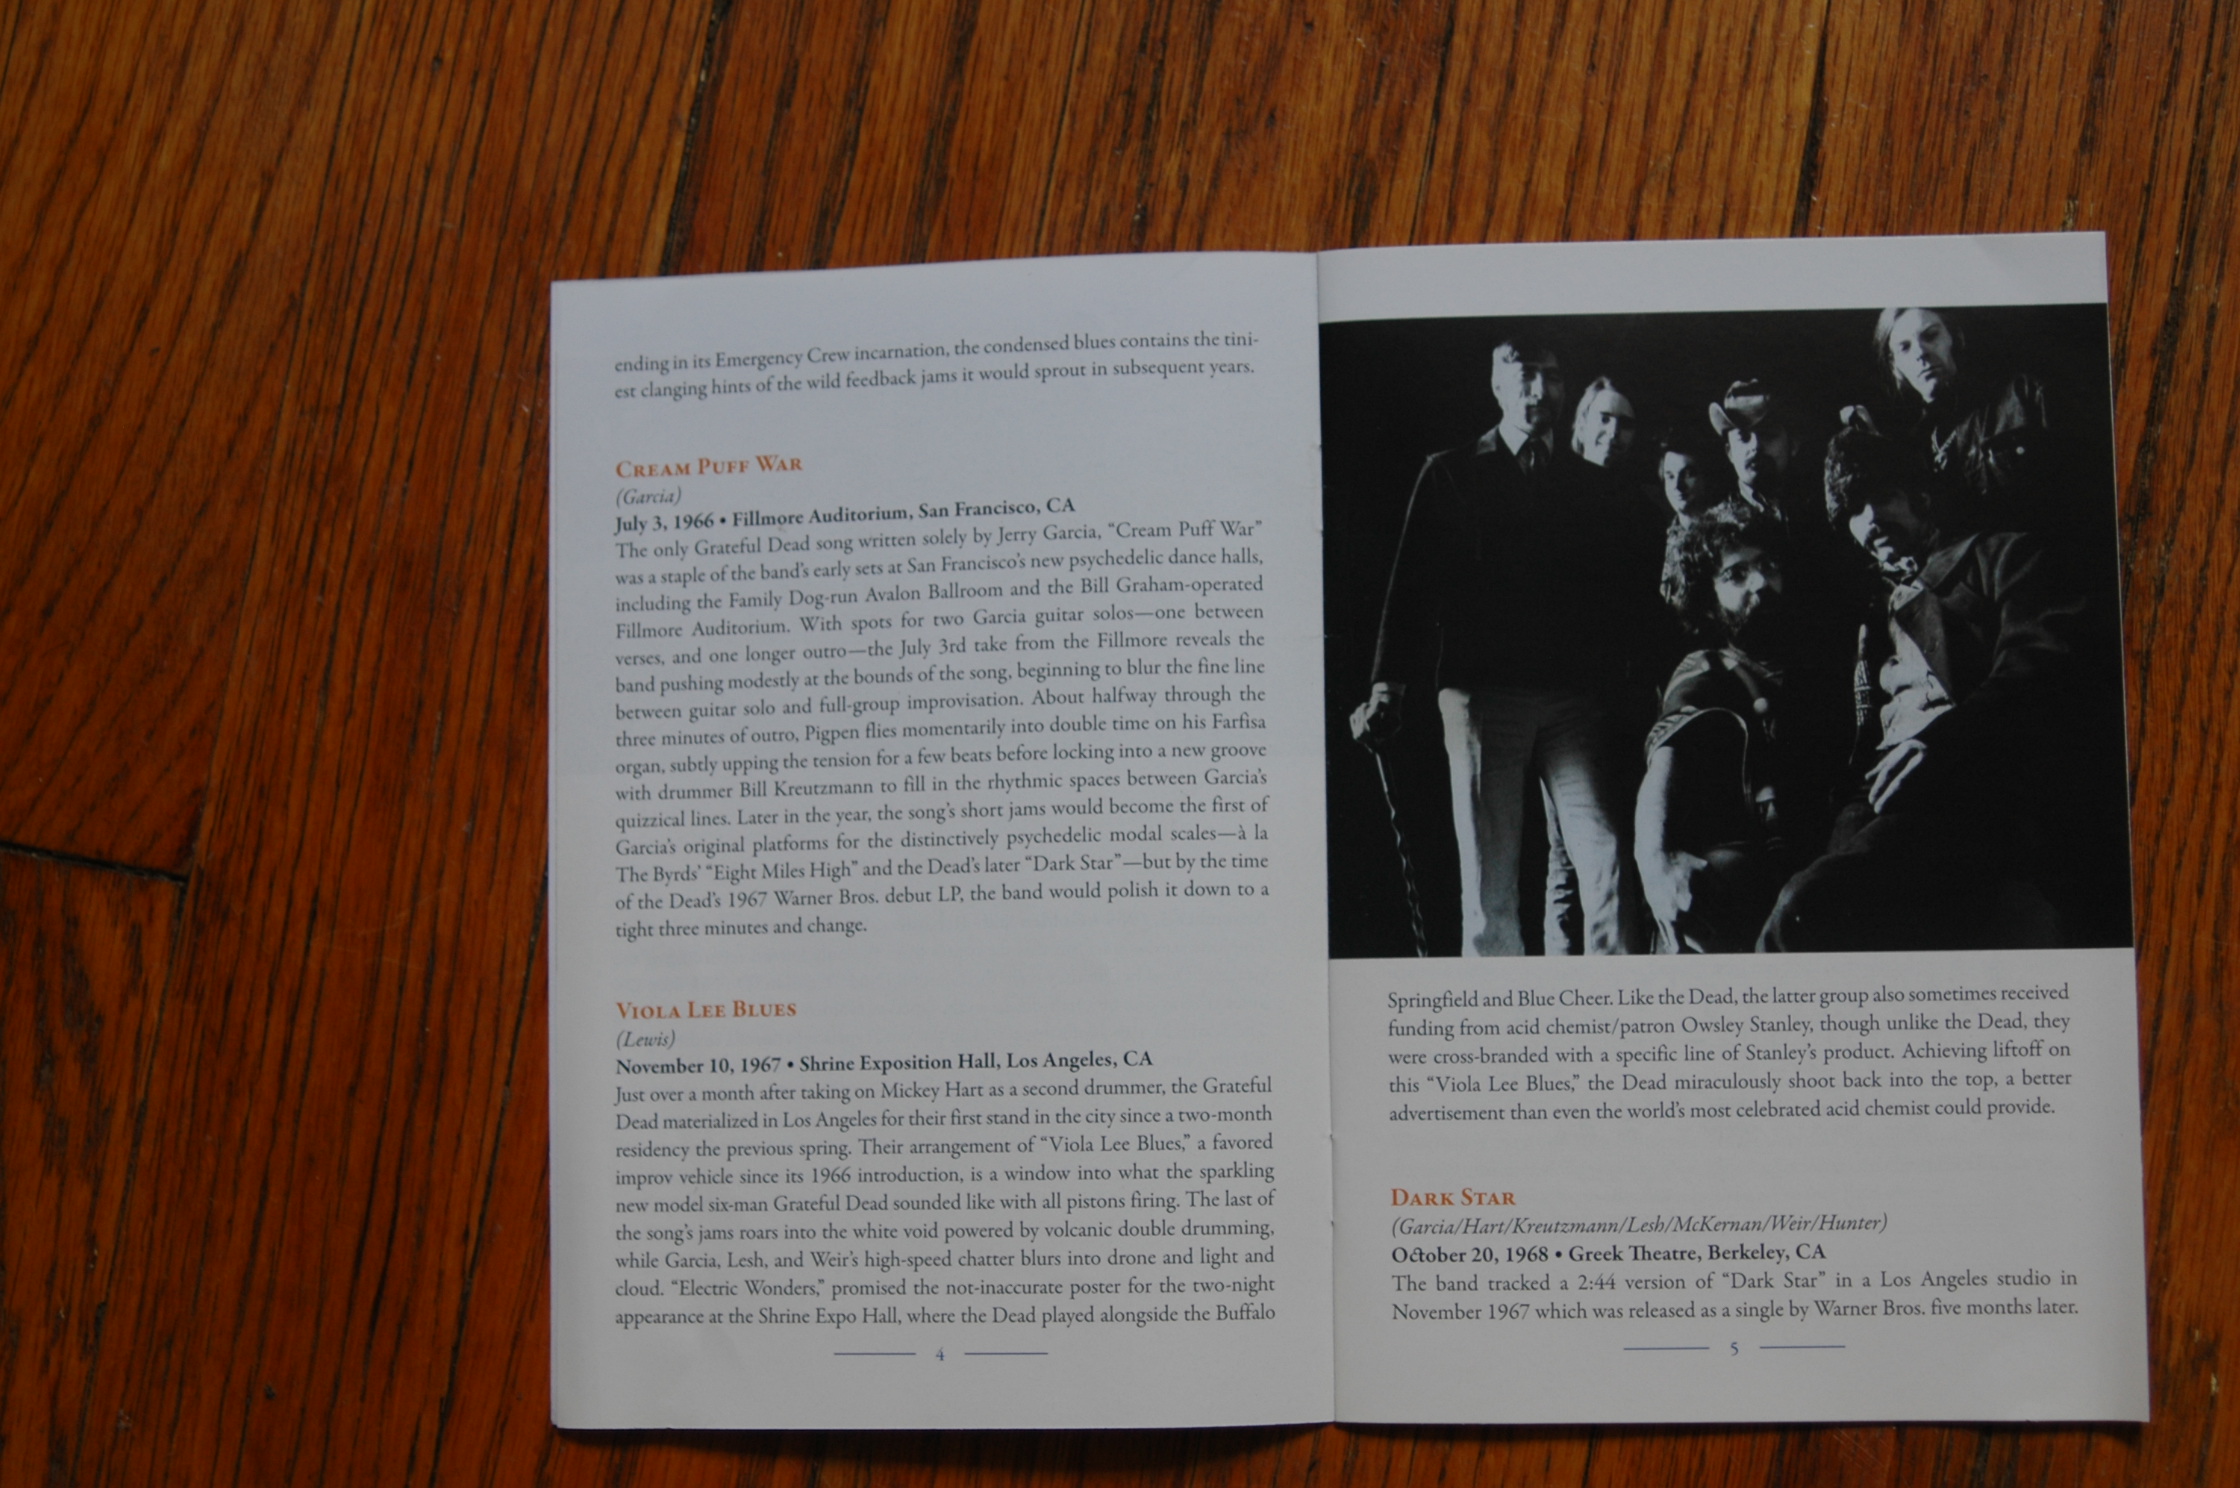 ending in its Emergency Crew incarnation, the condensed blues contains the tini-
est clanging hints of the wild feedback jams it would sprout in subsequent years.
Cream Puff War
(Garcia)
July 3, 1966 • Fillmore Auditorium, San Francisco, CA
The only Grateful Dead song written solely by Jerry Garcia, “Cream Puff War”
was a staple of the band’s early sets at San Francisco’s new psychedelic dance halls,
including the Family Dog-run Avalon Ballroom and the Bill Graham-operated
Fillmore Auditorium. With spots for two Garcia guitar solos—one between
verses, and one longer outro—the July 3rd take from the Fillmore reveals the
band pushing modestly at the bounds of the song, beginning to blur the fine line
between guitar solo and full-group improvisation. About halfway through the
three minutes of outro, Pigpen flies momentarily into double time on his Farfisa
organ, subtly upping the tension for a few beats before locking into a new groove
with drummer Bill Kreutzmann to fill in the rhythmic spaces between Garcia’s
quizzical lines. Later in the year, the song’s short jams would become the first of
Garcia’s original platforms for the distinctively psychedelic modal scales—à la
The Byrds’ “Eight Miles High” and the Dead’s later “Dark Star”—but by the time
of the Dead’s 1967 Warner Bros. debut LP, the band would polish it down to a
tight three minutes and change.
Viola Lee Blues
(Lewis)
November 10, 1967 • Shrine Exposition Hall, Los Angeles, CA
Just over a month after taking on Mickey Hart as a second drummer, the Grateful
Dead materialized in Los Angeles for their first stand in the city since a two-month
residency the previous spring. Their arrangement of “Viola Lee Blues,” a favored
improv vehicle since its 1966 introduction, is a window into what the sparkling
new model six-man Grateful Dead sounded like with all pistons firing. The last of
the song’s jams roars into the white void powered by volcanic double drumming,
while Garcia, Lesh, and Weir’s high-speed chatter blurs into drone and light and
cloud. “Electric Wonders,” promised the not-inaccurate poster for the two-night
appearance at the Shrine Expo Hall, where the Dead played alongside the Buffalo
4
Springfield and Blue Cheer. Like the Dead, the latter group also sometimes received
funding from acid chemist/patron Owsley Stanley, though unlike the Dead, they
were cross-branded with a specific line of Stanley’s product. Achieving liftoff on
this “Viola Lee Blues,” the Dead miraculously shoot back into the top, a better
advertisement than even the world’s most celebrated acid chemist could provide.
Dark Star
(Garcia/Hart/Kreutzmann/Lesh/McKernan/Weir/Hunter)
October 20, 1968 • Greek Theatre, Berkeley, CA
The band tracked a 2:44 version of “Dark Star” in a Los Angeles studio in
November 1967 which was released as a single by Warner Bros. five months later.
5